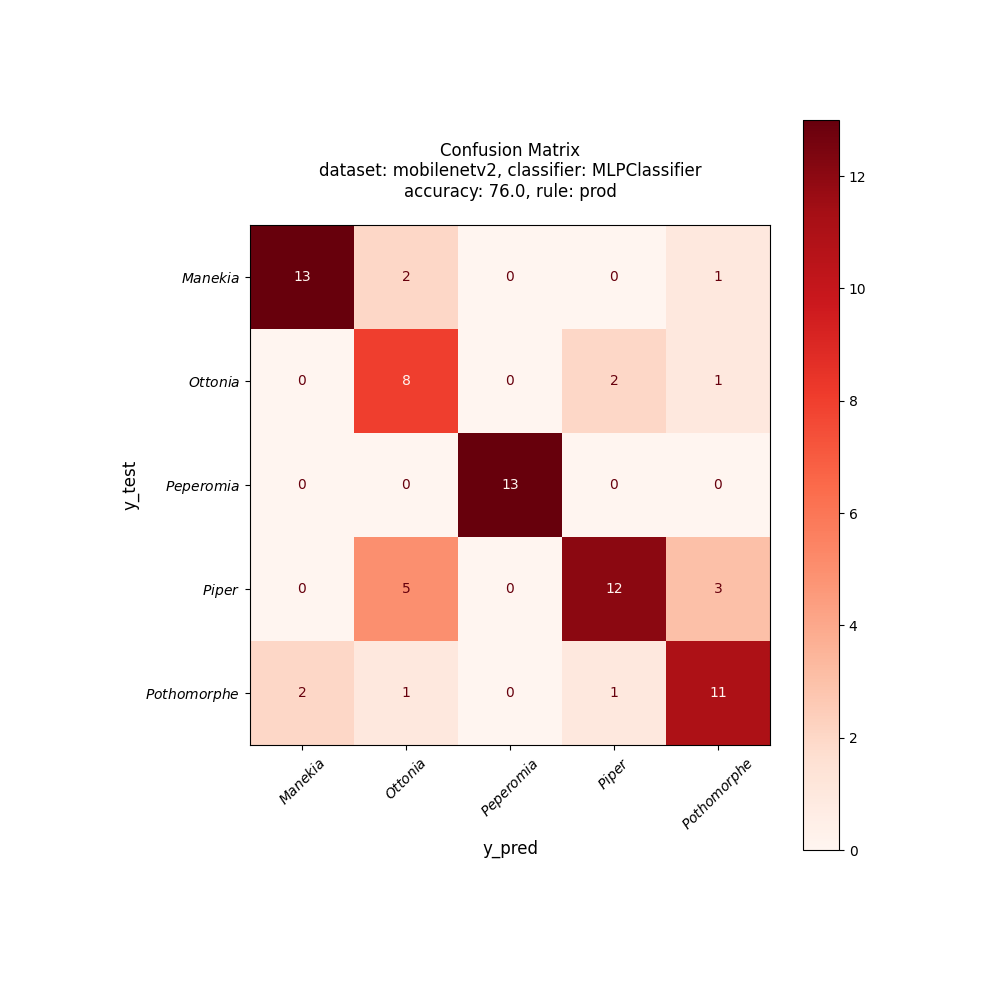 Confusion Matrix
dataset: mobilenetv2, classifier: MLPClassifier
accuracy: 76.0, rule: prod
Manekia 13 2 0 0 1
Ottonia 0 8 0 2 1
Peperomia 0 0 13 0 0
Piper 0 5 0 12 3
Pothomorphe 2 1 0 1 11
y_test
Manekia Ottonia Peperomia Piper Pothomorphe
y_pred
12
10
8
6
4
2
0